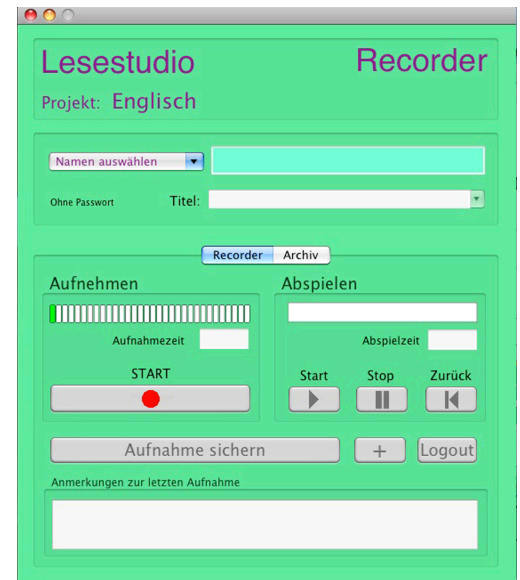 Lesestudio Recorder
Projekt: Englisch
Namen auswählen
Ohne Passwort Titel:
Recorder Archiv
Aufnehmen Abspielen
Aufnahmezeit Abspielzeit
START Start Stop Zurück
Aufnahme sichern + Logout
Anmerkungen zur letzten Aufnahme